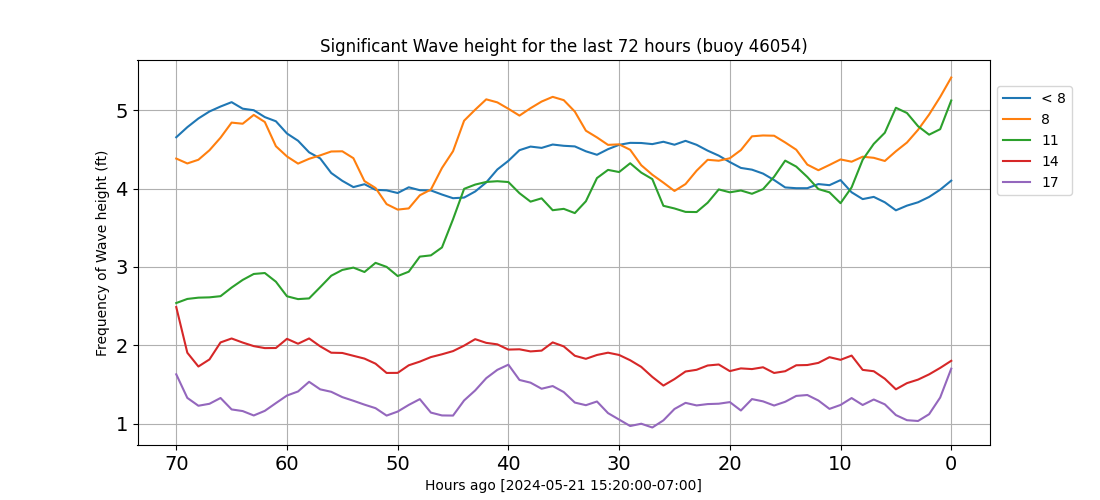 Significant Wave height for the last 72 hours (buoy 46054)
Frequency of Wave height (ft)
5
4
3
2
1
70 60 50 40 30 20 10 0
Hours ago [2024-05-21 15:20:00-07:00]
< 8
8
11
14
17